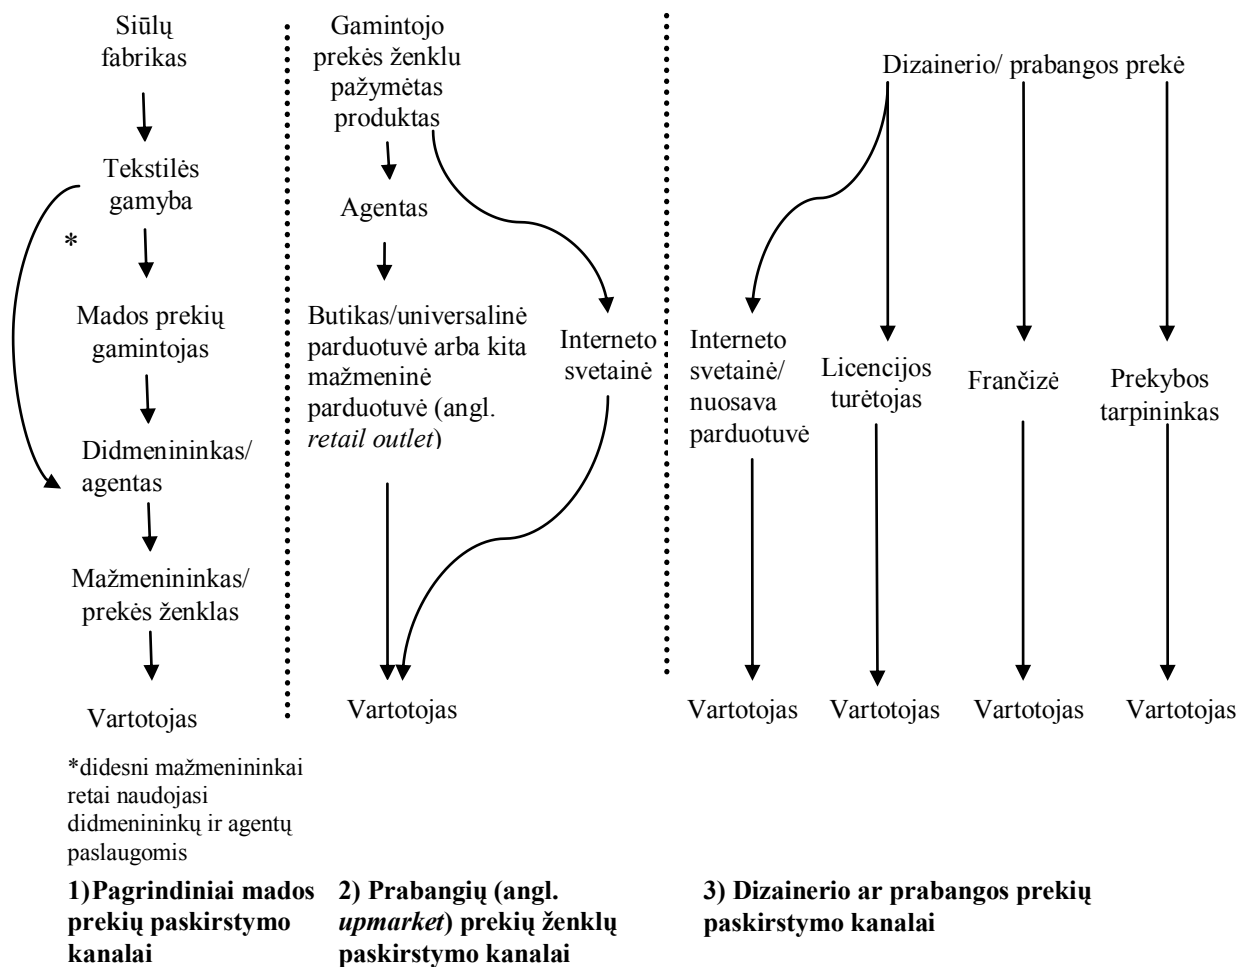 Siūlų
fabrikas
Tekstilės
gamyba
*
Mados prekių
gamintojas
Didmenininkas/
agentas
Mažmenininkas/
prekės ženklas
Vartotojas
*didesni mažmenininkai
retai naudojasi
didmenininkų ir agentų
paslaugomis
1)Pagrindiniai mados
prekių paskirstymo
kanalai
Gamintojo
prekės ženklu
pažymėtas
produktas
Agentas
Butikas/universalinė
parduotuvė arba kita
mažmeninė
parduotuvė (angl.
retail outlet)
Interneto
svetainė
Vartotojas
2) Prabangių (angl.
upmarket) prekių ženklų
paskirstymo kanalai
Dizainerio/ prabangos prekė
Interneto
svetainė/
nuosava
parduotuvė
Licencijos
turėtojas
Frančizė
Prekybos
tarpininkas
Vartotojas
Vartotojas
Vartotojas
Vartotojas
3) Dizainerio ar prabangos prekių
paskirstymo kanalai